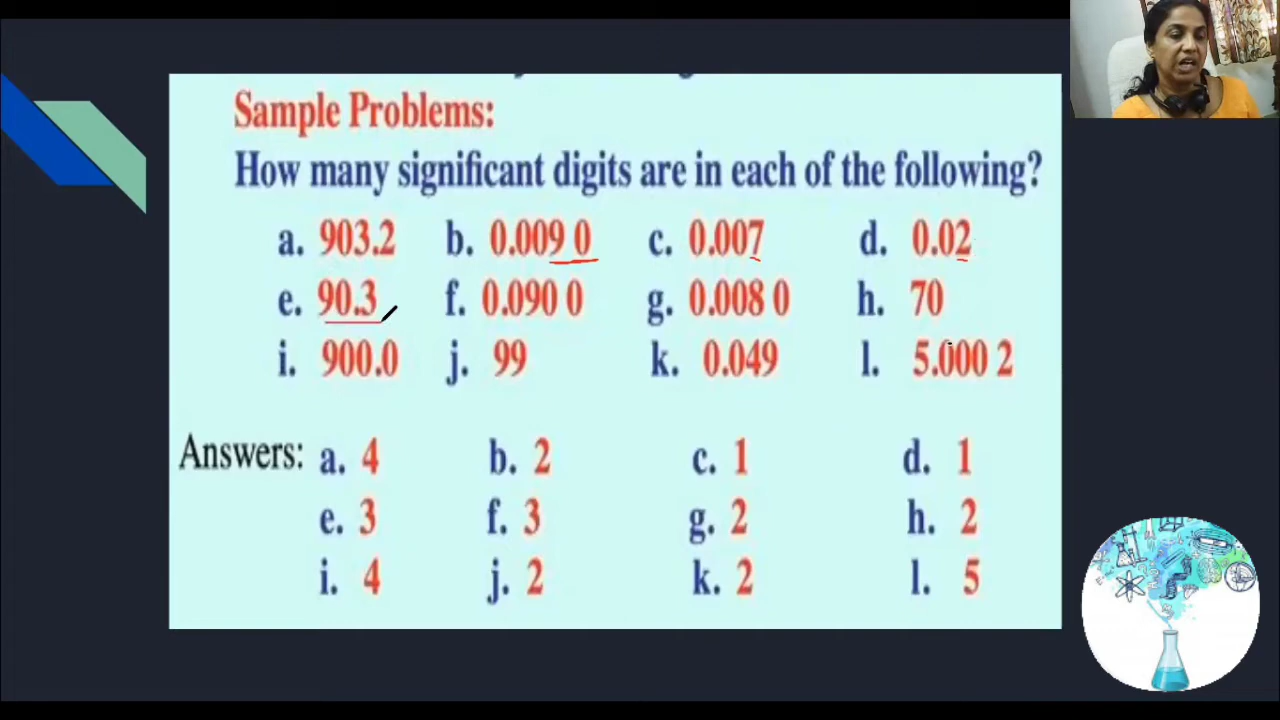 Sample Problems:
How many significant digits are in each of the following?
a. 903.2 b. 0.009 0 c. 0.007 d. 0.02
e. 90.3 f. 0.090 0 g. 0.008 0 h. 70
i. 900.0 j. 99 k. 0.049 l. 5.000 2
Answers: a. 4 b. 2 c. 1 d. 1
e. 3 f. 3 g. 2 h. 2
i. 4 j. 2 k. 2 l. 5